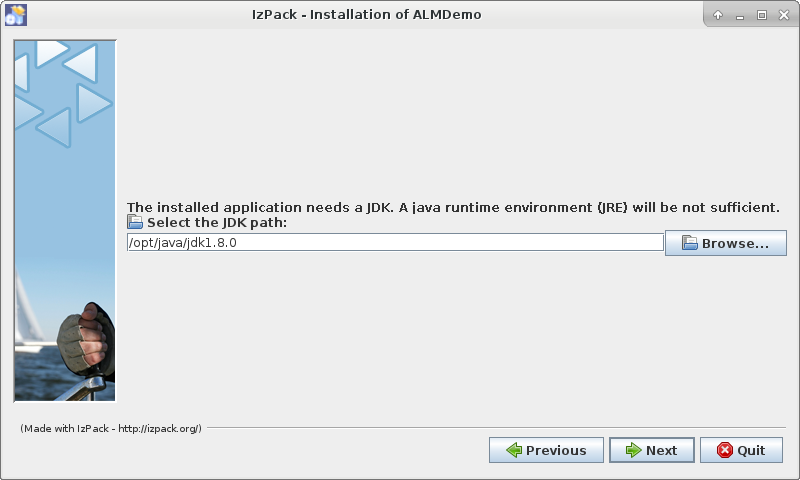 IzPack - Installation of ALMDemo
The installed application needs a JDK. A java runtime environment (JRE) will be not sufficient.
Select the JDK path:
/opt/java/jdk1.8.0
Browse...
(Made with IzPack - http://izpack.org/)
Previous
Next
Quit